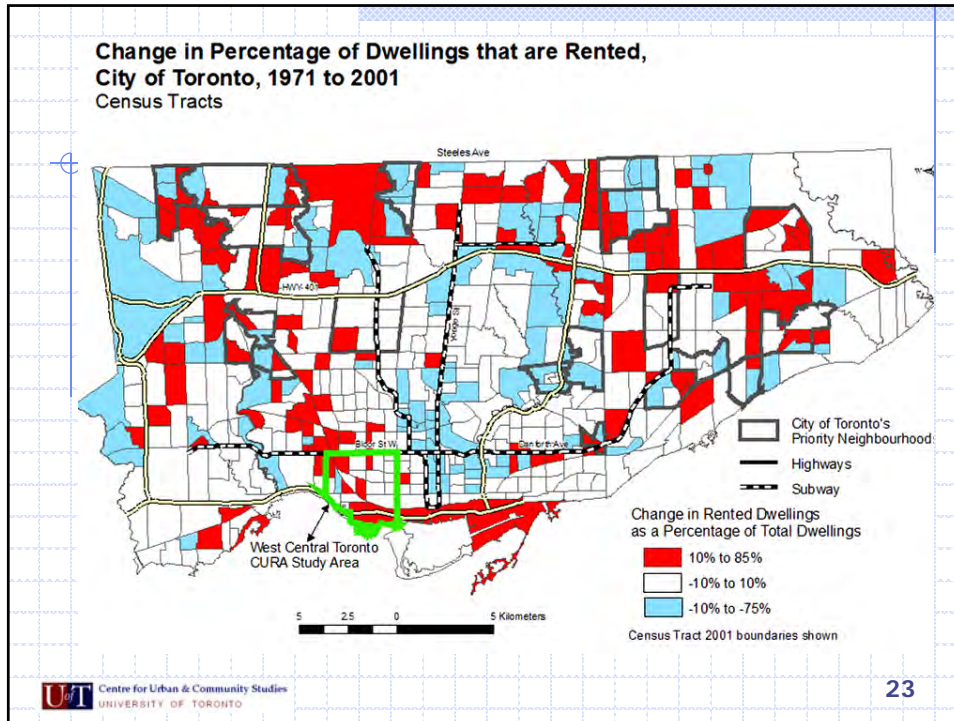 Change in Percentage of Dwellings that are Rented,
City of Toronto, 1971 to 2001
Census Tracts
Steeles Ave
HWY-401
Yonge St
Bloor St W
Danforth Ave
West Central Toronto
CURA Study Area
City of Toronto's
Priority Neighbourhoods
Highways
Subway
Change in Rented Dwellings
as a Percentage of Total Dwellings
10% to 85%
-10% to 10%
-10% to -75%
Census Tract 2001 boundaries shown
5 2.5 0 5 Kilometers
UofT Centre for Urban & Community Studies
UNIVERSITY OF TORONTO
23